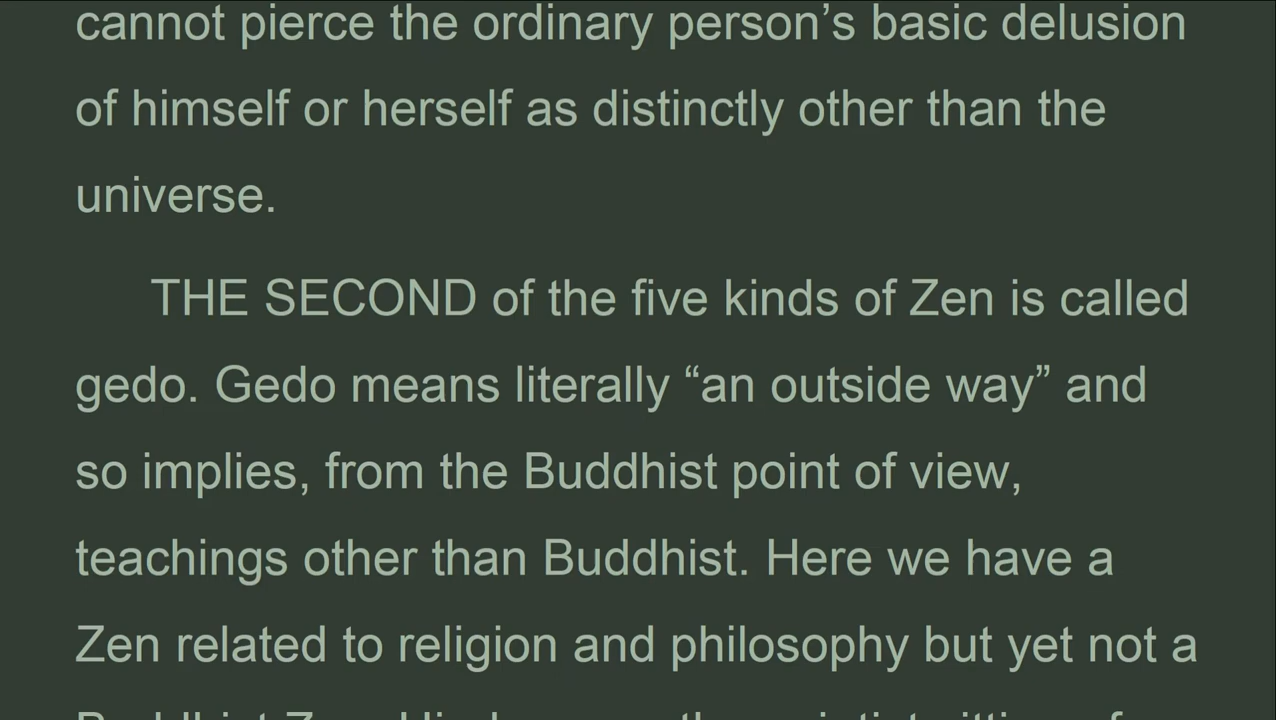 cannot pierce the ordinary person’s basic delusion
of himself or herself as distinctly other than the
universe.
THE SECOND of the five kinds of Zen is called
gedo. Gedo means literally “an outside way” and
so implies, from the Buddhist point of view,
teachings other than Buddhist. Here we have a
Zen related to religion and philosophy but yet not a